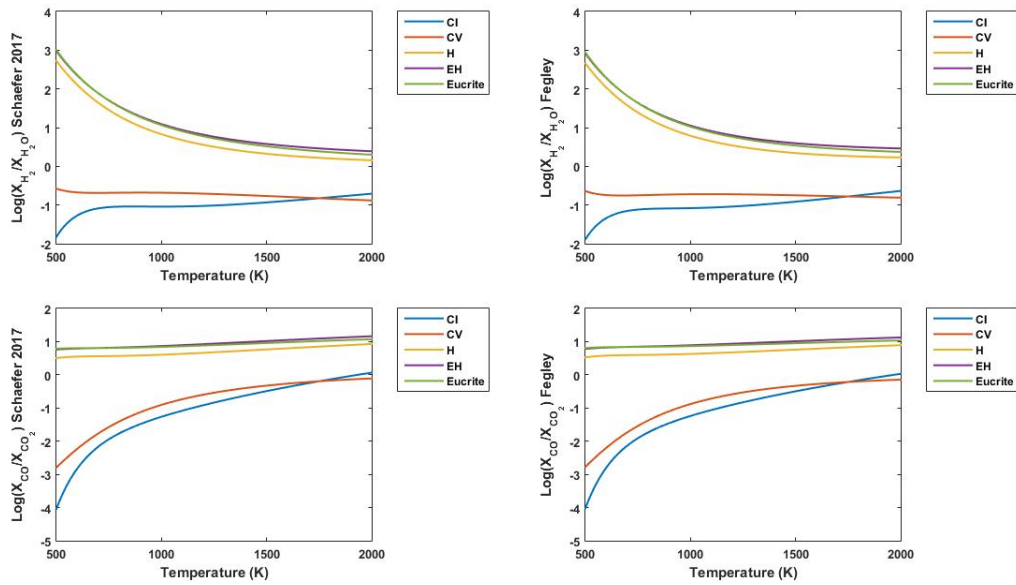 Log(X_H2/X_H2O) Schaefer 2017
3
4
2
1
0
-1
-2
500
1000
1500
2000
Temperature (K)
CI
CV
H
EH
Eucrite
Log(X_H2/X_H2O) Fegley
4
3
2
1
0
-1
-2
500
1000
1500
2000
Temperature (K)
CI
CV
H
EH
Eucrite
Log(X_CO/X_CO2) Schaefer 2017
2
1
0
-1
-2
-3
-4
-5
500
1000
1500
2000
Temperature (K)
CI
CV
H
EH
Eucrite
Log(X_CO/X_CO2) Fegley
2
1
0
-1
-2
-3
-4
-5
500
1000
1500
2000
Temperature (K)
CI
CV
H
EH
Eucrite